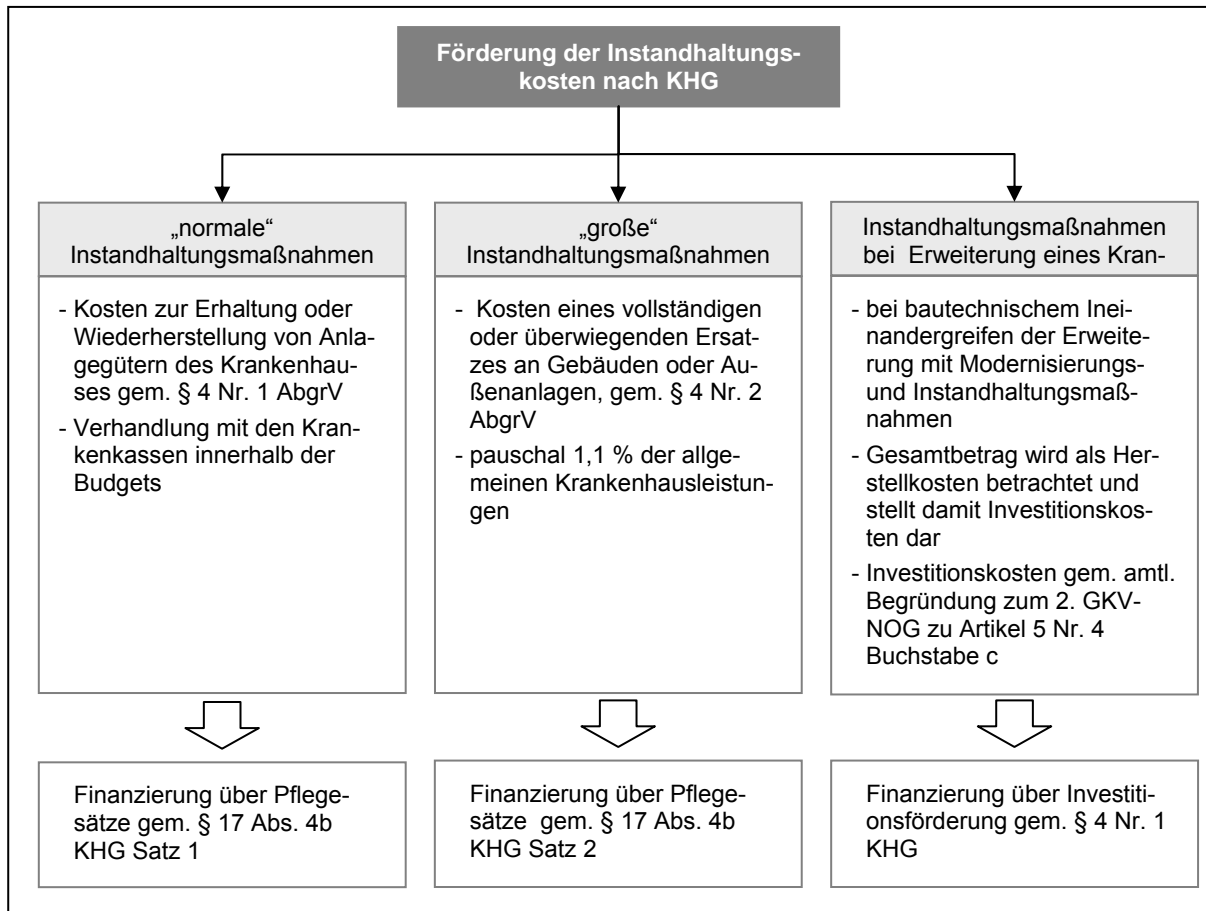 Förderung der Instandhaltungs-
kosten nach KHG
„normale“
Instandhaltungsmaßnahmen
- Kosten zur Erhaltung oder
Wiederherstellung von Anla-
gegütern des Krankenhau-
ses gem. § 4 Nr. 1 AbgrV
- Verhandlung mit den Kran-
kenkassen innerhalb der
Budgets
Finanzierung über Pflege-
sätze gem. § 17 Abs. 4b
KHG Satz 1
„große“
Instandhaltungsmaßnahmen
- Kosten eines vollständigen
oder überwiegenden Ersat-
zes an Gebäuden oder Au-
ßenanlagen, gem. § 4 Nr. 2
AbgrV
- pauschal 1,1 % der allge-
meinen Krankenhausleistun-
gen
Finanzierung über Pflege-
sätze gem. § 17 Abs. 4b
KHG Satz 2
Instandhaltungsmaßnahmen
bei Erweiterung eines Kran-
- bei bautechnischem Inei-
nandergreifen der Erweite-
rung mit Modernisierungs-
und Instandhaltungsmaß-
nahmen
- Gesamtbetrag wird als Her-
stellkosten betrachtet und
stellt damit Investitionskos-
ten dar
- Investitionskosten gem. amtl.
Begründung zum 2. GKV-
NOG zu Artikel 5 Nr. 4
Buchstabe c
Finanzierung über Investiti-
onsförderung gem. § 4 Nr. 1
KHG